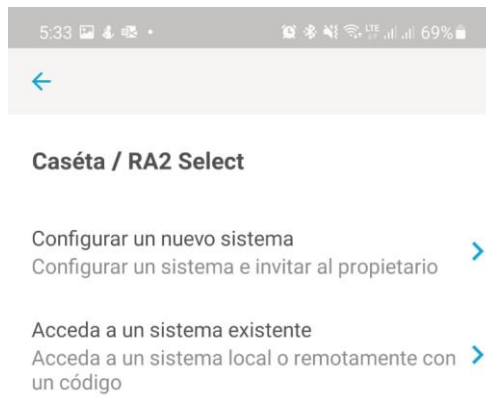 5:33 LTE 69%
Caséta / RA2 Select
Configurar un nuevo sistema
Configurar un sistema e invitar al propietario
Acceda a un sistema existente
Acceda a un sistema local o remotamente con
un código